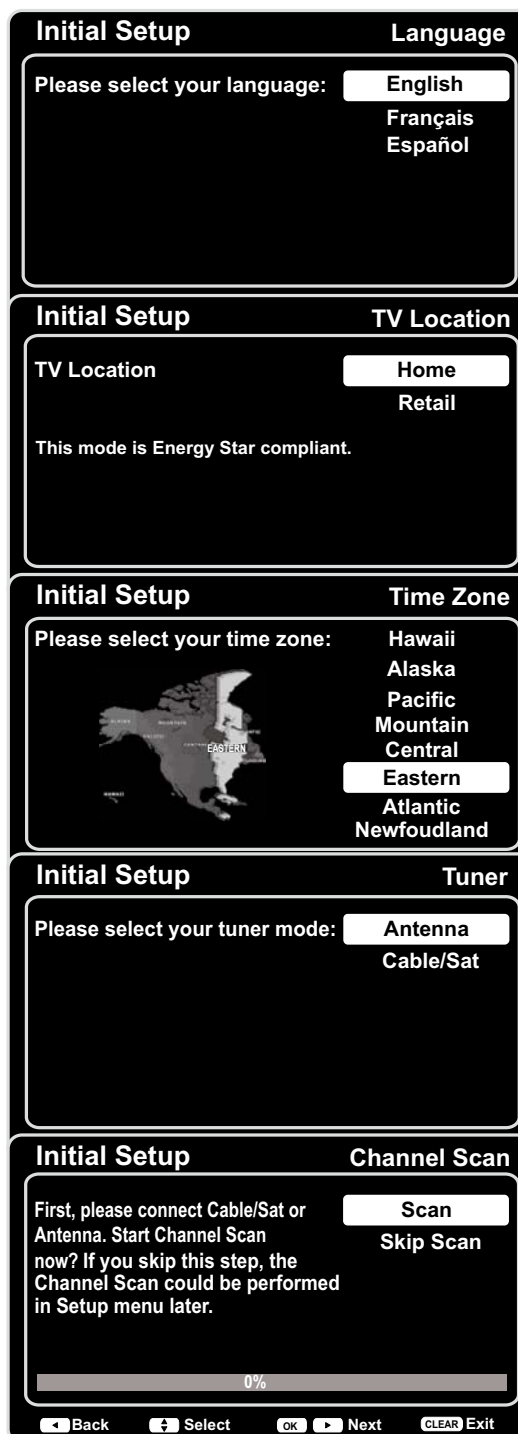 Initial Setup
Language
Please select your language:
English
Français
Español
Initial Setup
TV Location
TV Location
Home
Retail
This mode is Energy Star compliant.
Initial Setup
Time Zone
Please select your time zone:
Hawaii
Alaska
Pacific
Mountain
Central
Eastern
Atlantic
Newfoudland
ALASKA
MOUNTAIN
PACIFIC
EASTERN
HAWAII
Initial Setup
Tuner
Please select your tuner mode:
Antenna
Cable/Sat
Initial Setup
Channel Scan
First, please connect Cable/Sat or
Antenna. Start Channel Scan
now? If you skip this step, the
Channel Scan could be performed
in Setup menu later.
Scan
Skip Scan
0%
Back Select OK Next CLEAR Exit